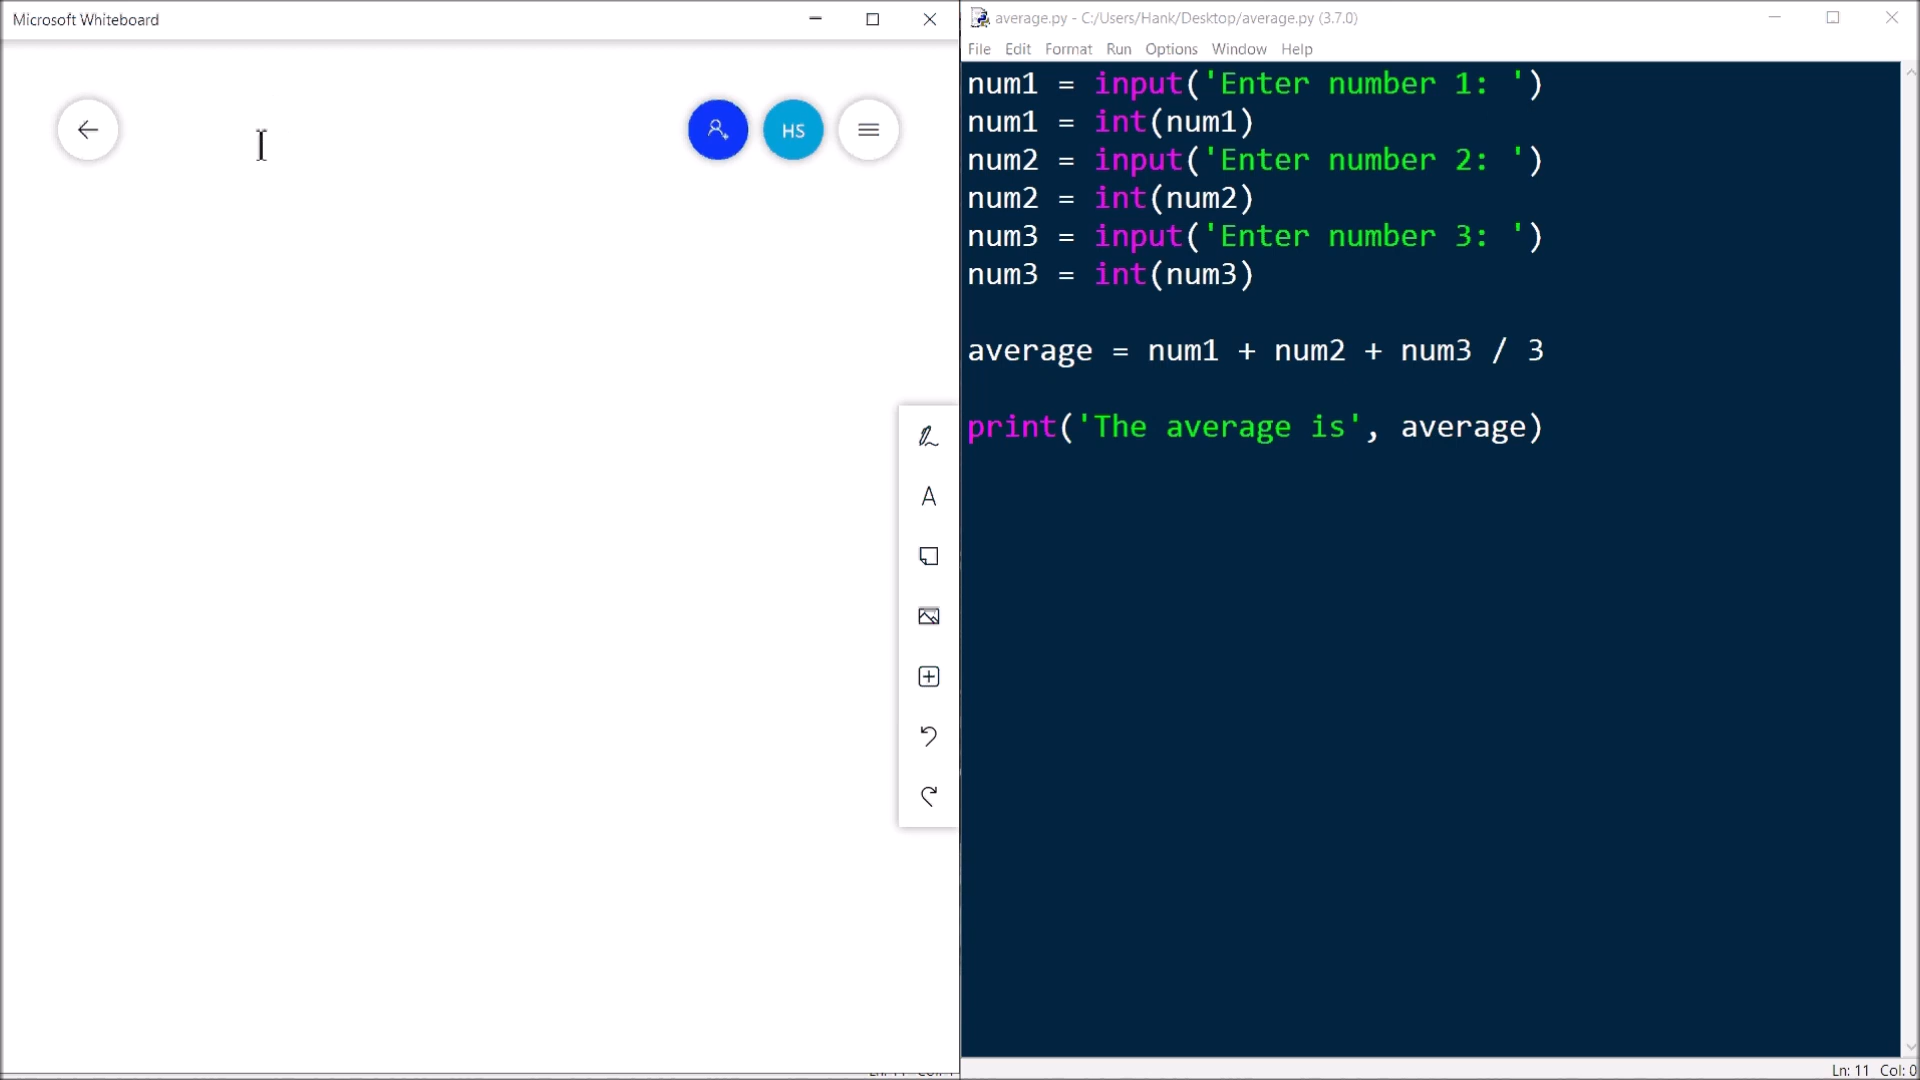 Microsoft Whiteboard
HS
A
average.py - C:/Users/Hank/Desktop/average.py (3.7.0)
File Edit Format Run Options Window Help
num1 = input('Enter number 1: ')
num1 = int(num1)
num2 = input('Enter number 2: ')
num2 = int(num2)
num3 = input('Enter number 3: ')
num3 = int(num3)
average = num1 + num2 + num3 / 3
print('The average is', average)
Ln: 11 Col: 0